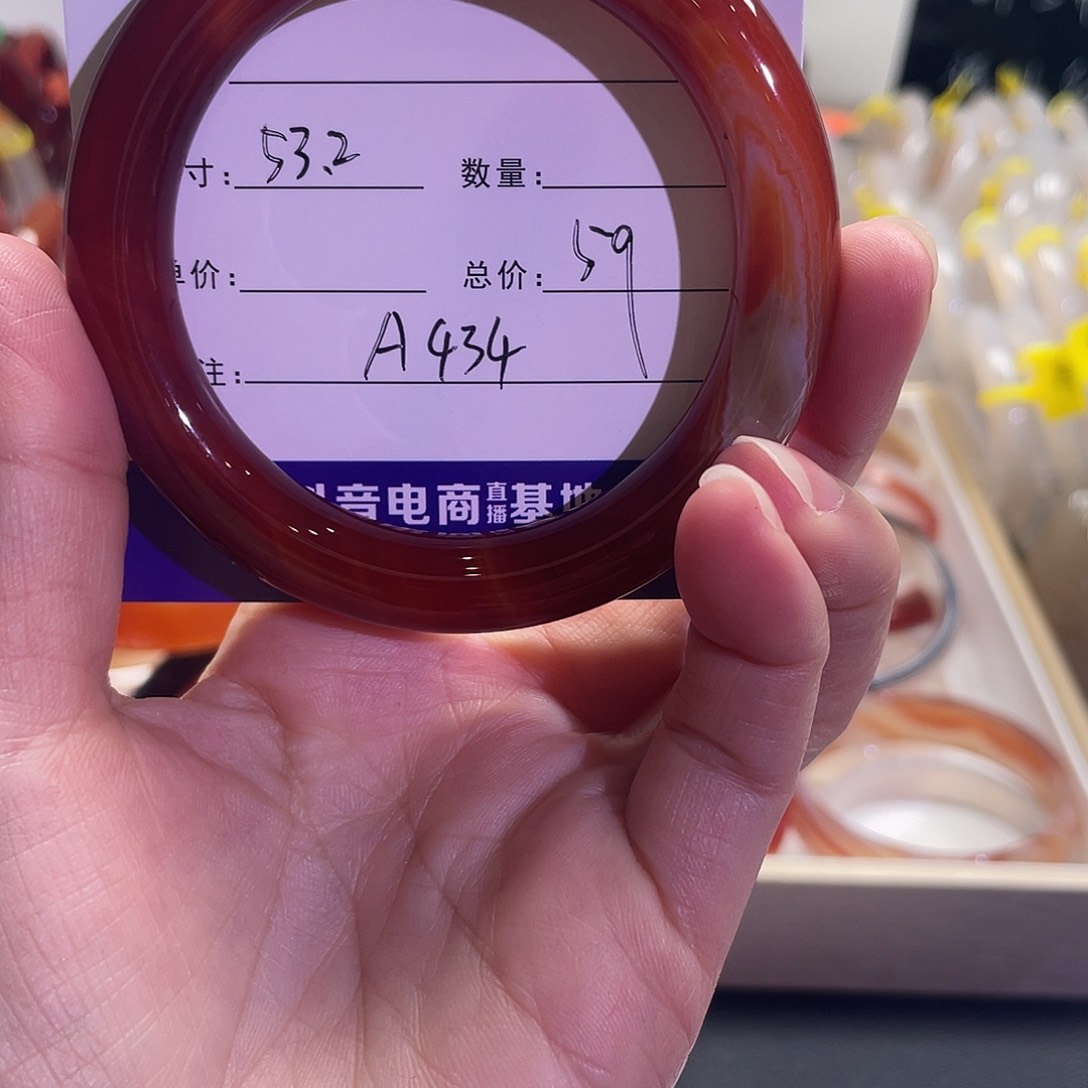 寸: 53.2 数量:
单价: 总价: 59
注: A434
抖音电商直播基地